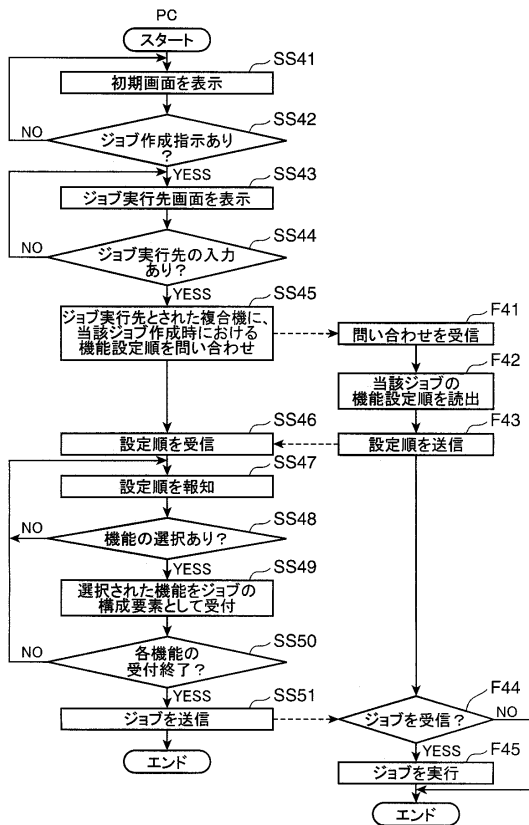 PC
スタート
SS41
初期画面を表示
SS42
NO
ジョブ作成指示あり
?
YESS
SS43
ジョブ実行先画面を表示
SS44
NO
ジョブ実行先の入力
あり?
YESS
SS45
ジョブ実行先とされた複合機に、
当該ジョブ作成時における
機能設定順を問い合わせ
F41
問い合わせを受信
F42
当該ジョブの
機能設定順を読出
SS46
F43
設定順を受信
設定順を送信
SS47
設定順を報知
SS48
NO
機能の選択あり?
YESS
SS49
選択された機能をジョブの
構成要素として受付
SS50
NO
各機能の
受付終了?
YESS
SS51
F44
ジョブを送信
ジョブを受信?
NO
YESS
F45
エンド
ジョブを実行
エンド